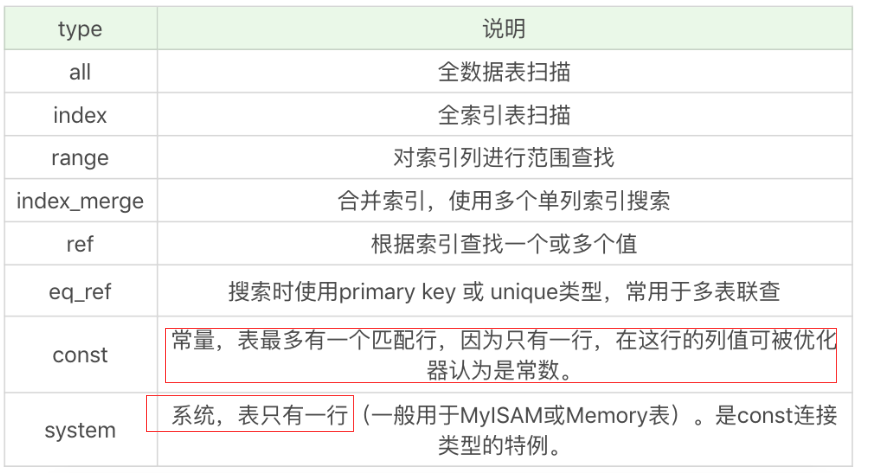 type 说明
all 全数据表扫描
index 全索引表扫描
range 对索引列进行范围查找
index_merge 合并索引，使用多个单列索引搜索
ref 根据索引查找一个或多个值
eq_ref 搜索时使用primary key 或 unique类型，常用于多表联查
const 常量，表最多有一个匹配行，因为只有一行，在这行的列值可被优化
器认为是常数。
system 系统，表只有一行（一般用于MyISAM或Memory表）。是const连接
类型的特例。